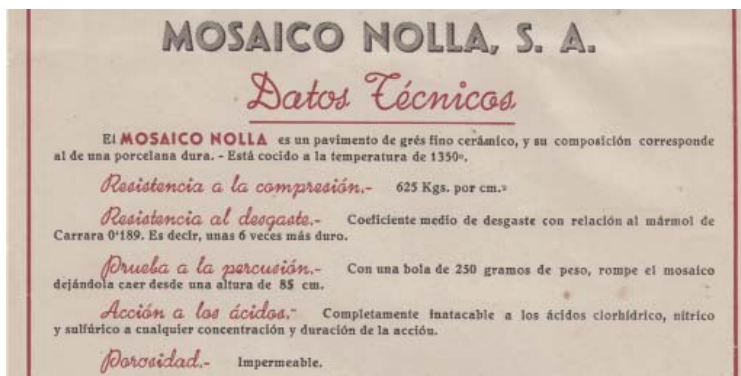 MOSAICO NOLLA, S. A.
Datos Técnicos
El MOSAICO NOLLA es un pavimento de grés fino cerámico, y su composición corresponde
al de una porcelana dura. - Está cocido a la temperatura de 1350º.
Resistencia a la compresión.- 625 Kgs. por cm.²
Resistencia al desgaste.- Coeficiente medio de desgaste con relación al mármol de
Carrara 0'189. Es decir, unas 6 veces más duro.
Prueba a la percusión.- Con una bola de 250 gramos de peso, rompe el mosaico
dejándola caer desde una altura de 85 cm.
Acción a los ácidos.- Completamente inatacable a los ácidos clorhídrico, nítrico
y sulfúrico a cualquier concentración y duración de la acción.
Porosidad.- Impermeable.